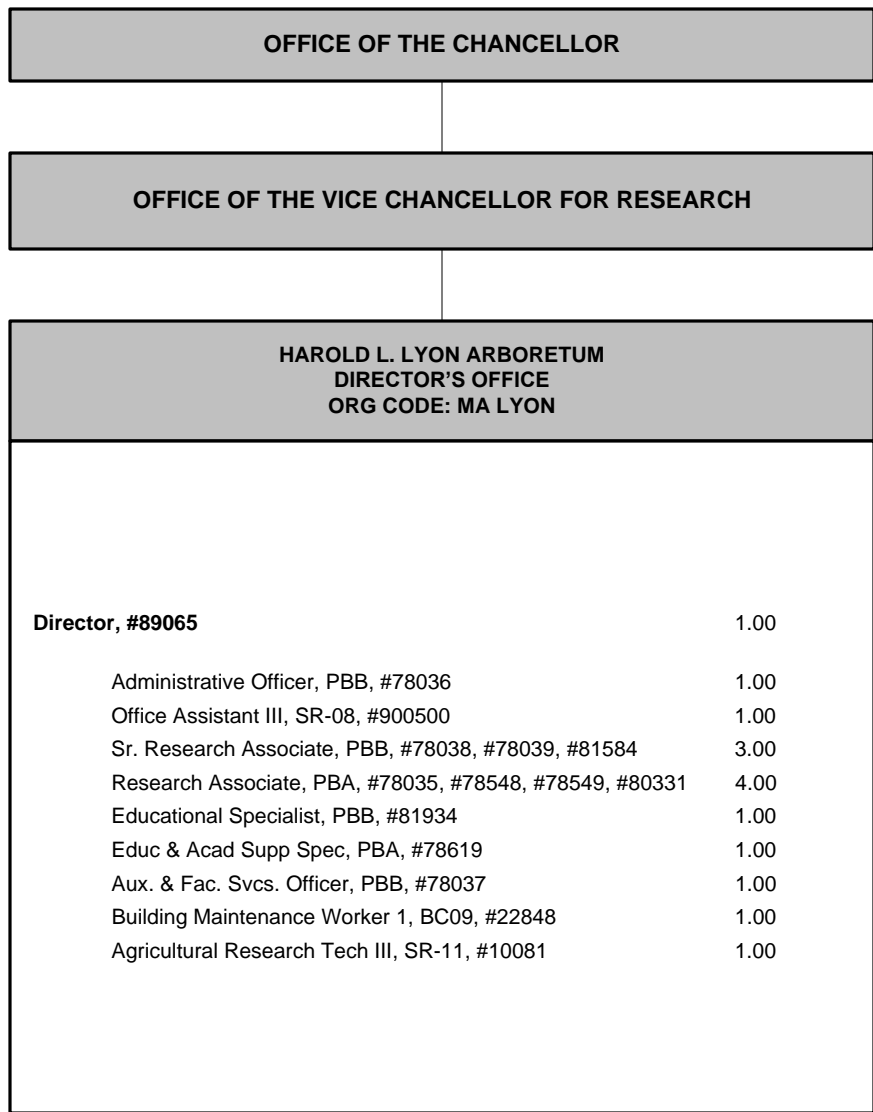 OFFICE OF THE CHANCELLOR
OFFICE OF THE VICE CHANCELLOR FOR RESEARCH
HAROLD L. LYON ARBORETUM
DIRECTOR’S OFFICE
ORG CODE: MA LYON
Director, #89065 1.00
Administrative Officer, PBB, #78036 1.00
Office Assistant III, SR-08, #900500 1.00
Sr. Research Associate, PBB, #78038, #78039, #81584 3.00
Research Associate, PBA, #78035, #78548, #78549, #80331 4.00
Educational Specialist, PBB, #81934 1.00
Educ & Acad Supp Spec, PBA, #78619 1.00
Aux. & Fac. Svcs. Officer, PBB, #78037 1.00
Building Maintenance Worker 1, BC09, #22848 1.00
Agricultural Research Tech III, SR-11, #10081 1.00